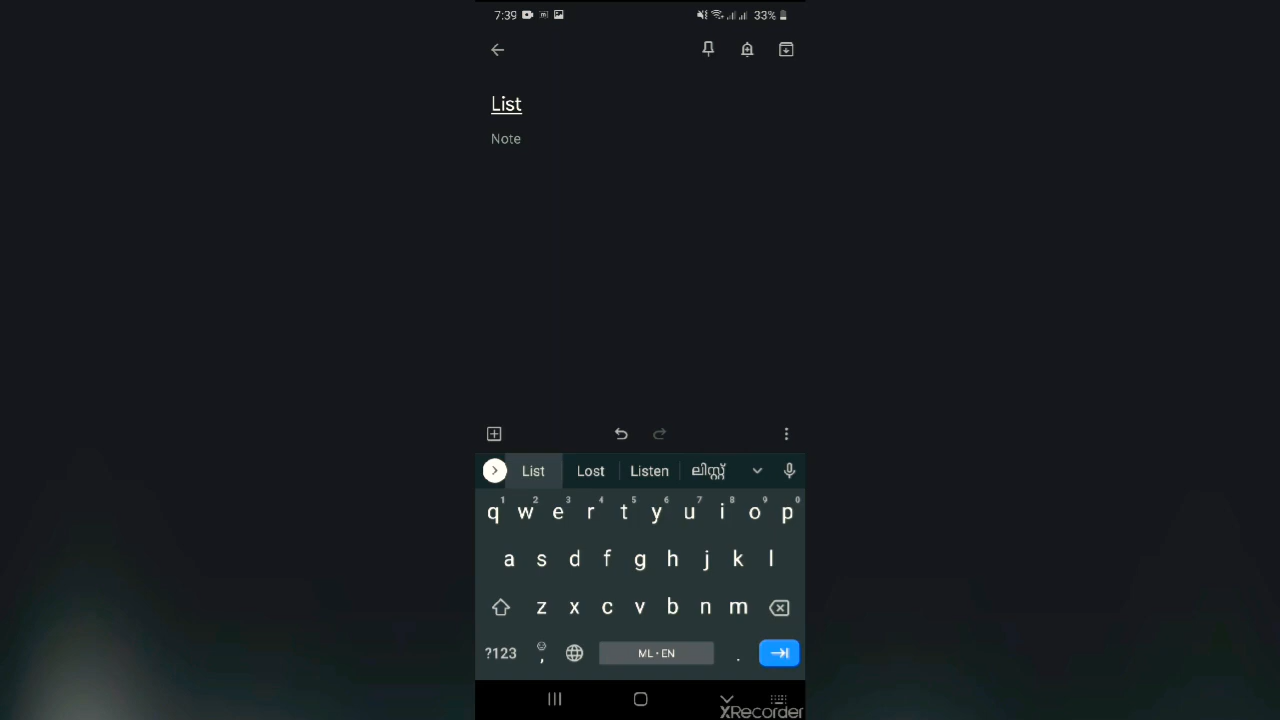 7:39 33%
List
Note
List Lost Listen ലിസ്റ്റ്
1 2 3 4 5 6 7 8 9 0
q w e r t y u i o p
a s d f g h j k l
z x c v b n m
?123 , ML • EN .
XRecorder